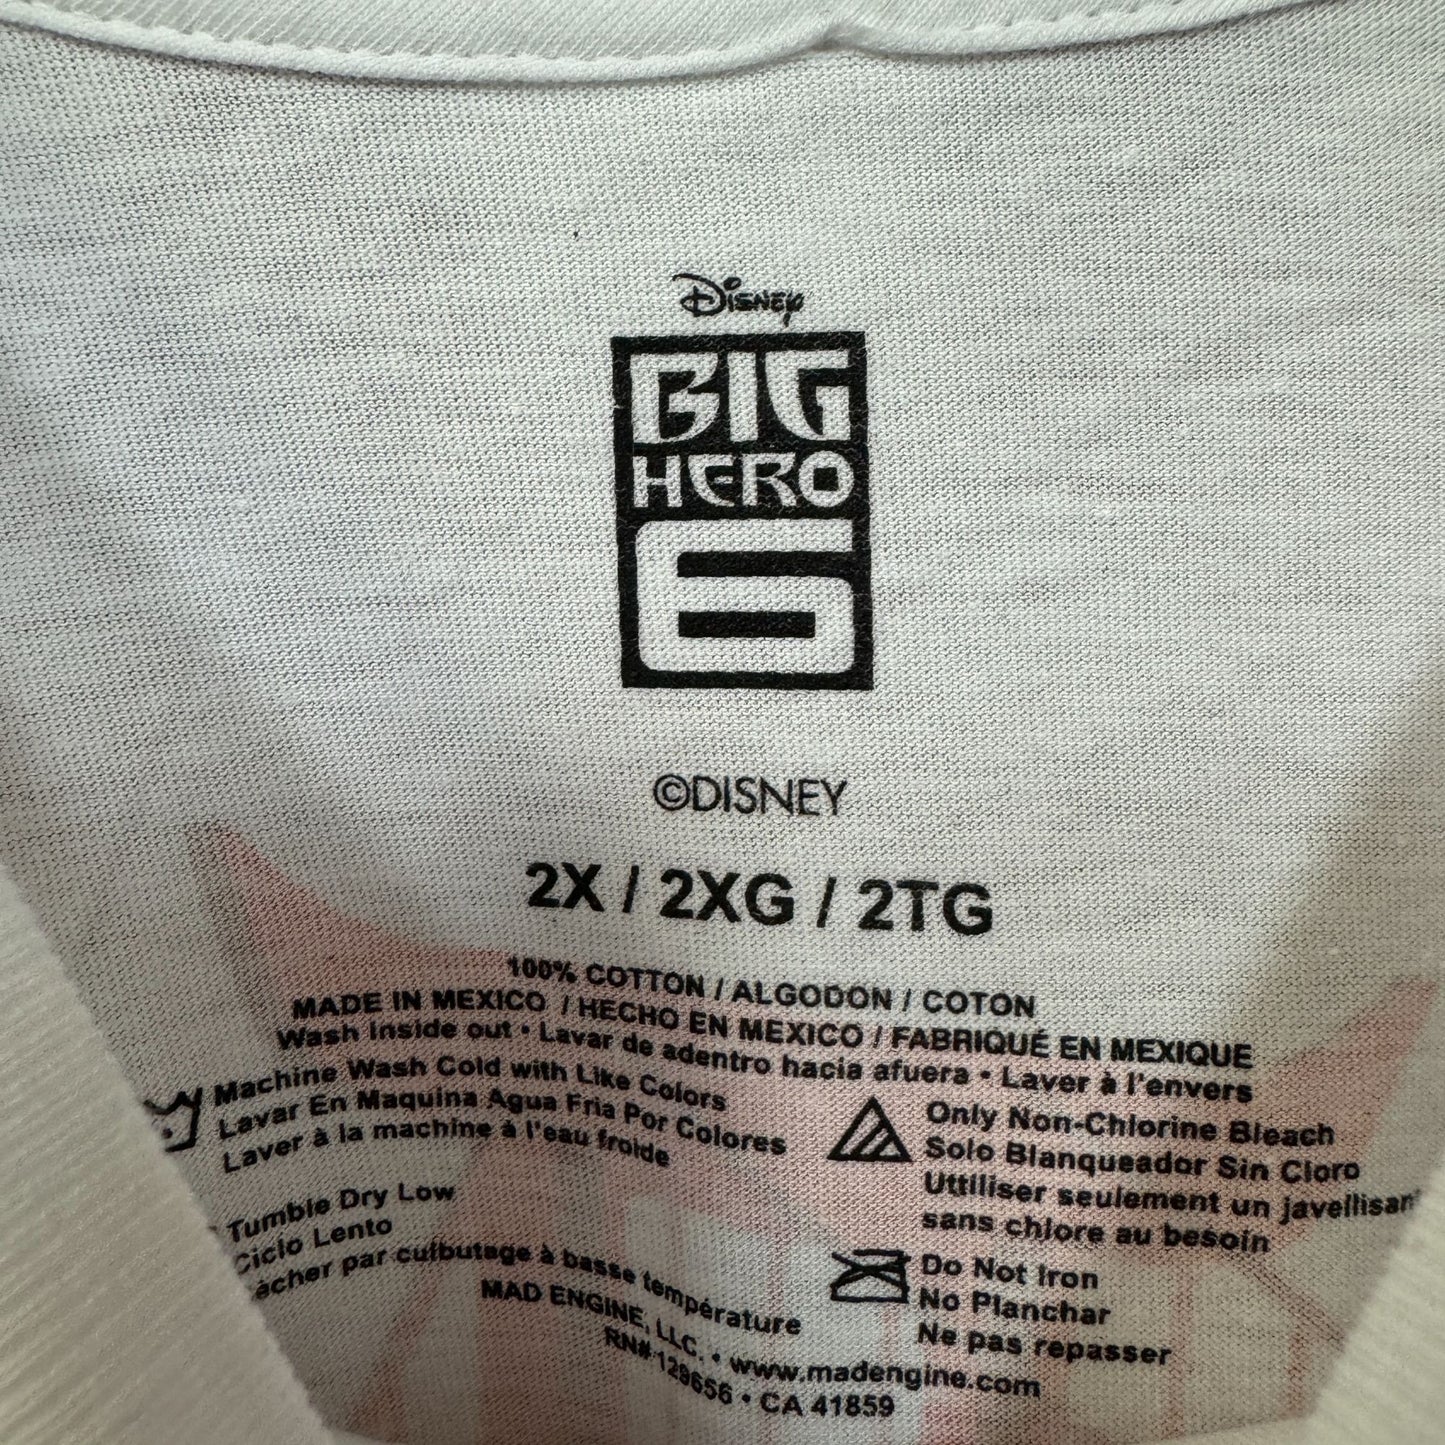 Disney
BIG
HERO
6
©DISNEY
2X / 2XG / 2TG
100% COTTON / ALGODON / COTON
MADE IN MEXICO / HECHO EN MEXICO / FABRIQUÉ EN MEXIQUE
Wash inside out • Lavar de adentro hacia afuera • Laver à l'envers
Machine Wash Cold with Like Colors
Lavar En Maquina Agua Fria Por Colores
Laver à la machine à l'eau froide
Only Non-Chlorine Bleach
Solo Blanqueador Sin Cloro
Uttiliser seulement un javellisant
sans chlore au besoin
Tumble Dry Low
Ciclo Lento
écher par culbutage à basse température
Do Not Iron
No Planchar
Ne pas repasser
MAD ENGINE, LLC. • www.madengine.com
RN# 129656 • CA 41859